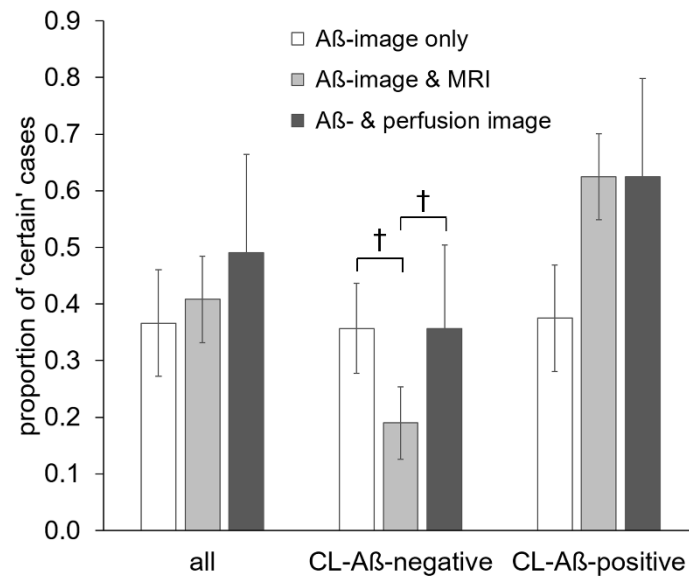 proportion of 'certain' cases
0.9
0.8
0.7
0.6
0.5
0.4
0.3
0.2
0.1
0.0
Aß-image only
Aß-image & MRI
Aß- & perfusion image
† †
all CL-Aß-negative CL-Aß-positive